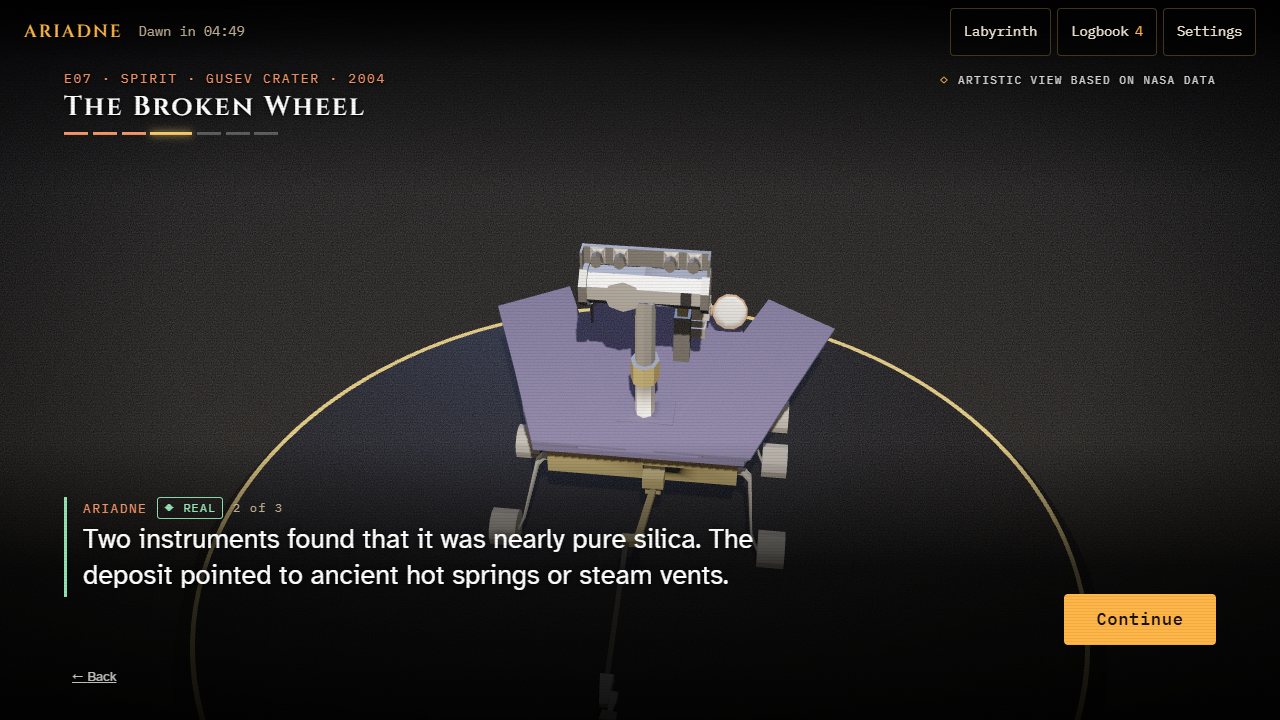 ARIADNE Dawn in 04:49
Labyrinth Logbook 4 Settings
E07 · SPIRIT · GUSEV CRATER · 2004
◇ ARTISTIC VIEW BASED ON NASA DATA
The Broken Wheel
ARIADNE ◆ REAL 2 of 3
Two instruments found that it was nearly pure silica. The
deposit pointed to ancient hot springs or steam vents.
Continue
← Back